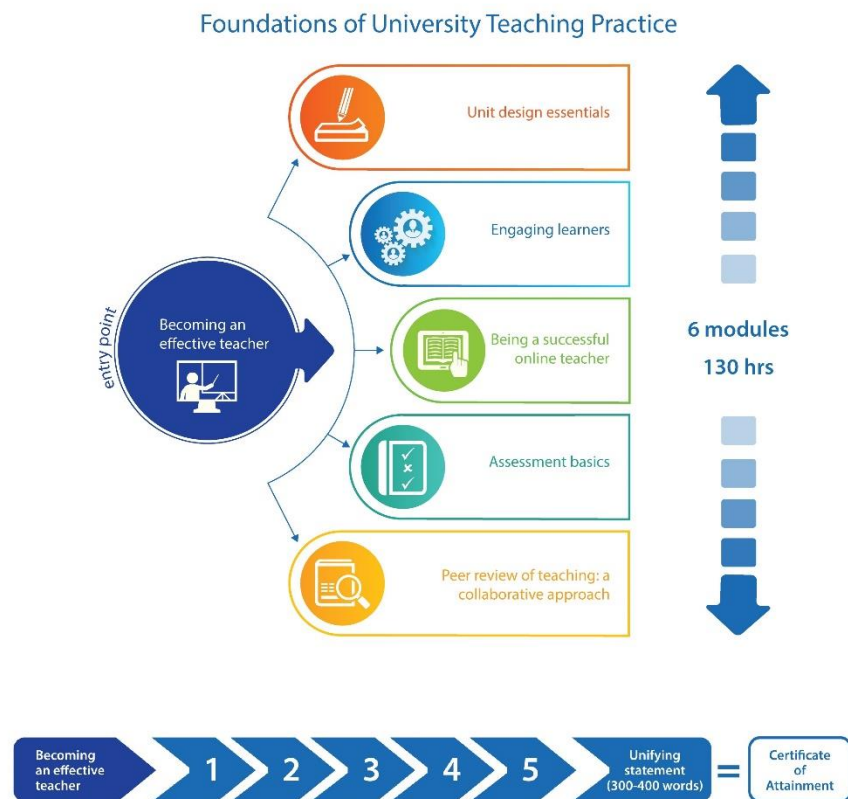 Foundations of University Teaching Practice
Unit design essentials
Engaging learners
entry point
Becoming an
effective teacher
Being a successful
online teacher
6 modules
130 hrs
Assessment basics
Peer review of teaching: a
collaborative approach
Becoming
an effective
teacher
1
2
3
4
5
Unifying
statement
(300-400 words)
=
Certificate
of
Attainment